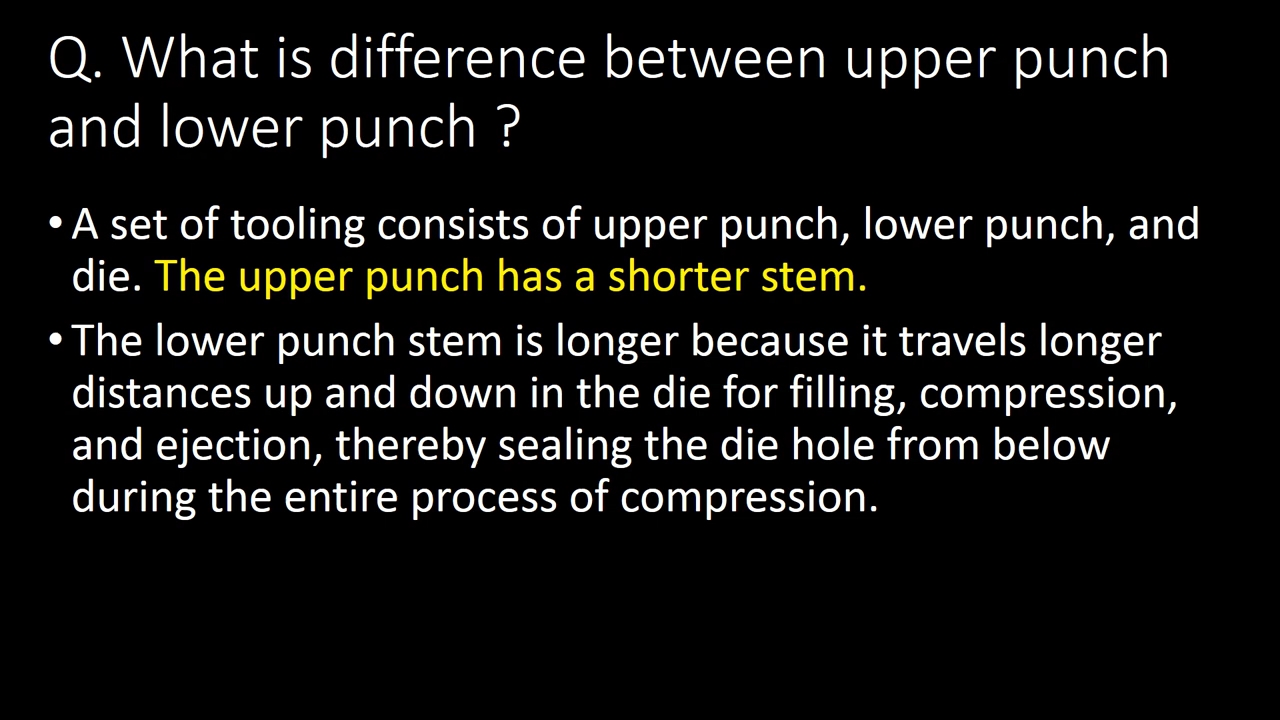 Q. What is difference between upper punch
and lower punch ?
• A set of tooling consists of upper punch, lower punch, and
die. The upper punch has a shorter stem.
• The lower punch stem is longer because it travels longer
distances up and down in the die for filling, compression,
and ejection, thereby sealing the die hole from below
during the entire process of compression.